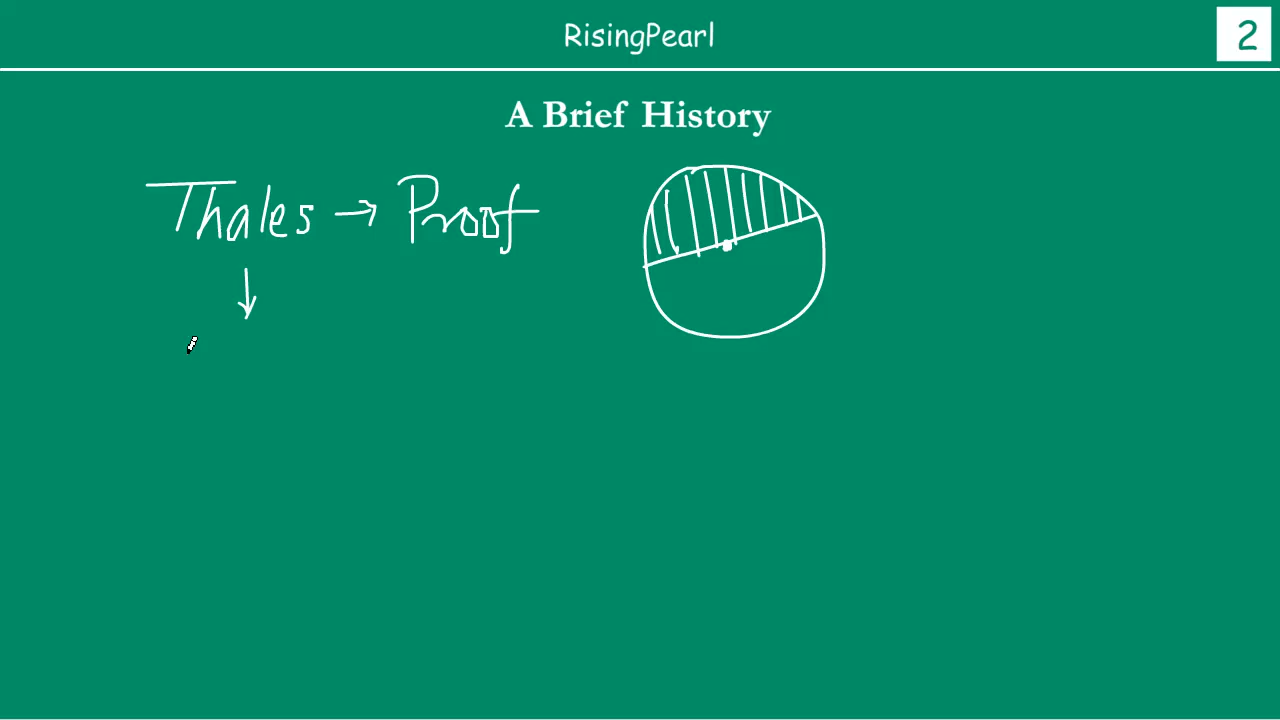 RisingPearl
2
A Brief History
Thales → Proof
↓